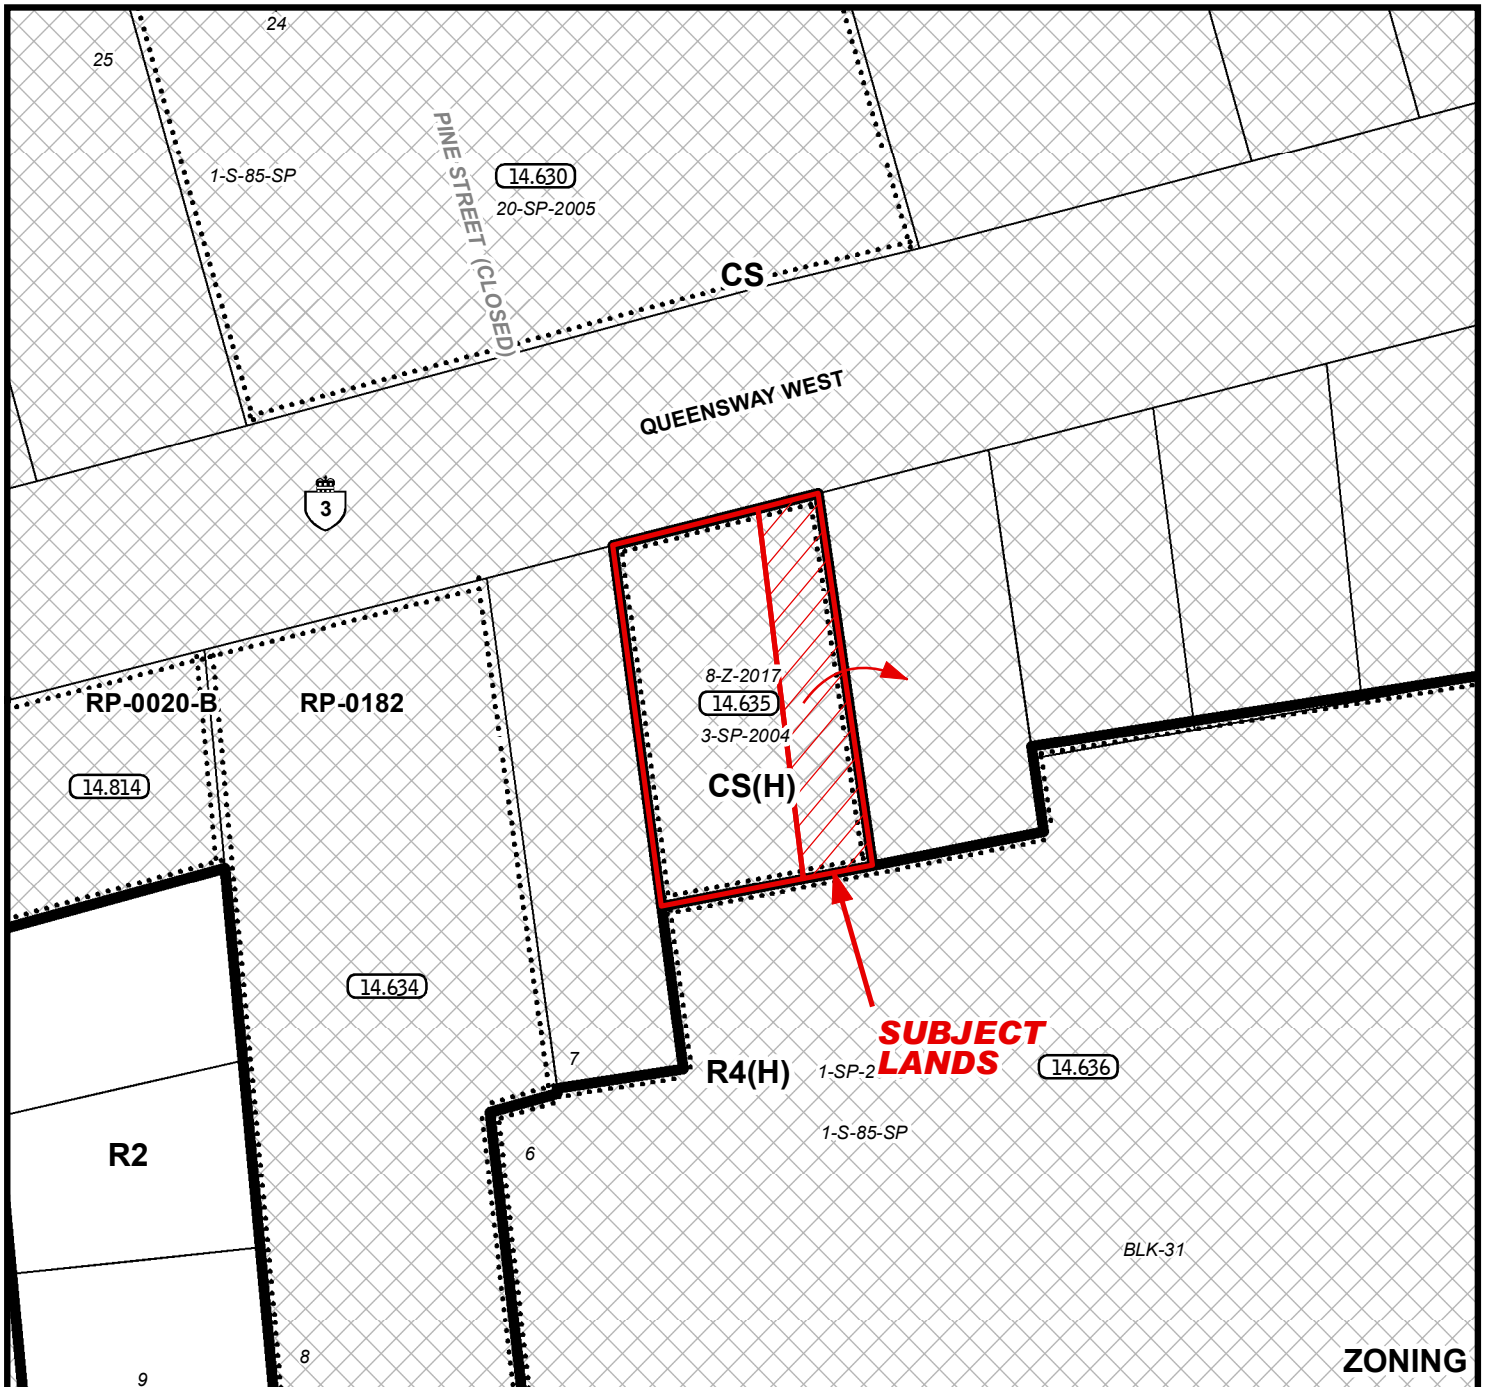 24
25
PINE STREET (CLOSED)
1-S-85-SP
14.630
20-SP-2005
CS
QUEENSWAY WEST
3
8-Z-2017
14.635
3-SP-2004
CS(H)
RP-0020-B
RP-0182
14.814
14.634
SUBJECT
LANDS
7
R4(H)
1-SP-2
14.636
1-S-85-SP
R2
6
BLK-31
8
9
ZONING